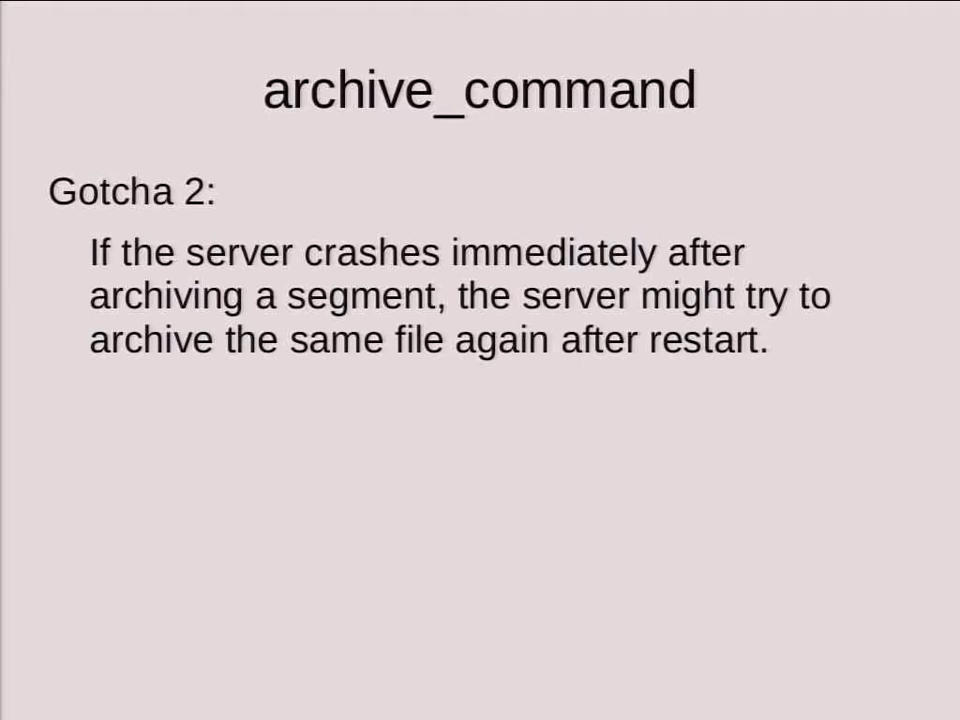 archive_command
Gotcha 2:
If the server crashes immediately after
archiving a segment, the server might try to
archive the same file again after restart.